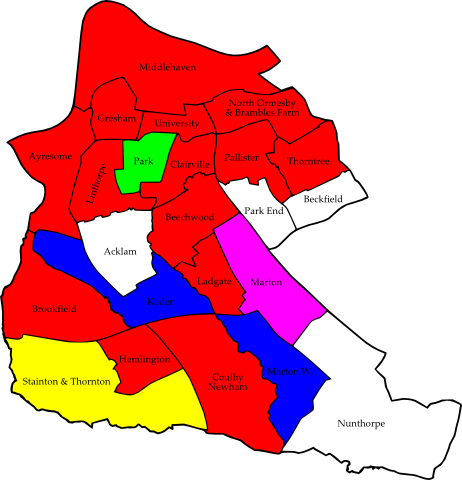 Middlehaven
North Ormesby
& Brambles Farm
Gresham
University
Ayresome
Park
Clairville
Pallister
Thorntree
Linthorpe
Beckfield
Park End
Beechwood
Acklam
Ladgate
Marton
Kader
Brookfield
Hemlington
Marton W
Stainton & Thornton
Coulby
Newham
Nunthorpe